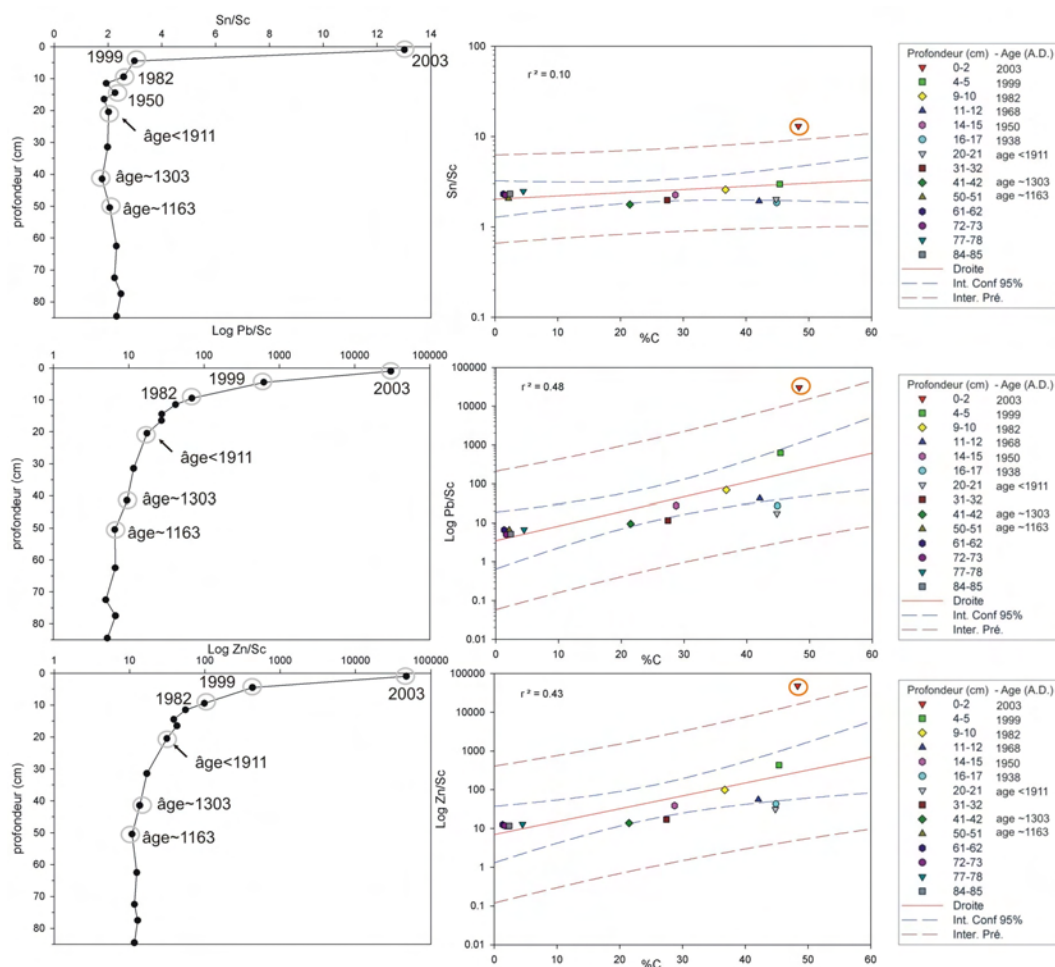 Sn/Sc
0 2 4 6 8 10 12 14
0
10
20
30
40
50
60
70
80
profondeur (cm)
1999
2003
1982
1950
âge<1911
âge~1303
âge~1163
100
10
1
0.1
Sn/Sc
r ² = 0.10
0 10 20 30 40 50 60
%C
Profondeur (cm) - Age (A.D.)
0-2 2003
4-5 1999
9-10 1982
11-12 1968
14-15 1950
16-17 1938
20-21 age <1911
31-32
41-42 age ~1303
50-51 age ~1163
61-62
72-73
77-78
84-85
Droite
Int. Conf 95%
Inter. Pré.
Log Pb/Sc
1 10 100 1000 10000 100000
0
10
20
30
40
50
60
70
80
profondeur (cm)
1999
2003
1982
âge<1911
âge~1303
âge~1163
100000
10000
1000
100
10
1
0.1
0.01
Log Pb/Sc
r ² = 0.48
0 10 20 30 40 50 60
%C
Profondeur (cm) - Age (A.D.)
0-2 2003
4-5 1999
9-10 1982
11-12 1968
14-15 1950
16-17 1938
20-21 age <1911
31-32
41-42 age ~1303
50-51 age ~1163
61-62
72-73
77-78
84-85
Droite
Int. Conf 95%
Inter. Pré.
Log Zn/Sc
1 10 100 1000 10000 100000
0
10
20
30
40
50
60
70
80
profondeur (cm)
1999
2003
1982
âge<1911
âge~1303
âge~1163
100000
10000
1000
100
10
1
0.1
0.01
Log Zn/Sc
r ² = 0.43
0 10 20 30 40 50 60
%C
Profondeur (cm) - Age (A.D.)
0-2 2003
4-5 1999
9-10 1982
11-12 1968
14-15 1950
16-17 1938
20-21 age <1911
31-32
41-42 age ~1303
50-51 age ~1163
61-62
72-73
77-78
84-85
Droite
Int. Conf 95%
Inter. Pré.